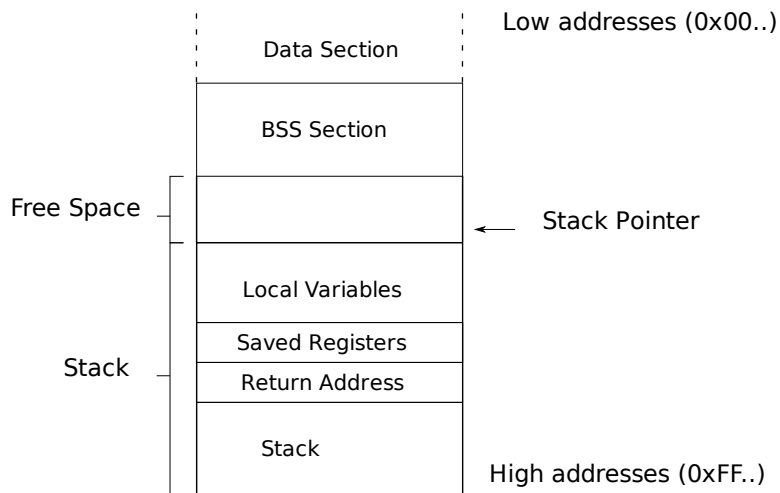 Low addresses (0x00..)
Data Section
BSS Section
Free Space
Stack Pointer
Local Variables
Saved Registers
Stack
Return Address
Stack
High addresses (0xFF..)